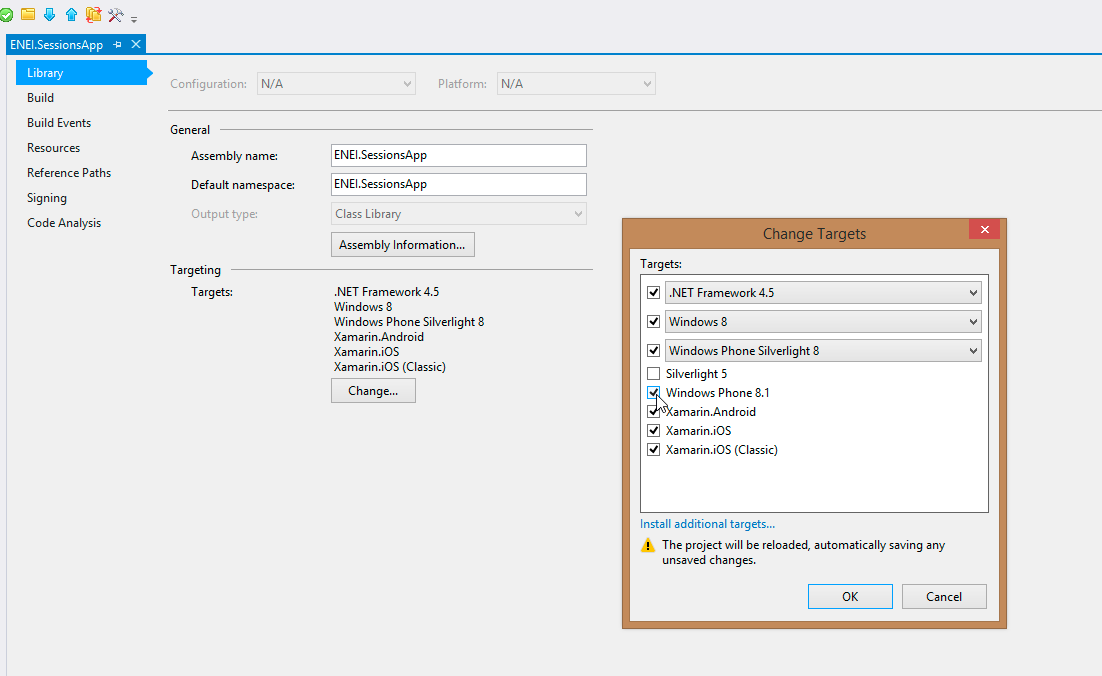 ENEI.SessionsApp
Library
Build
Build Events
Resources
Reference Paths
Signing
Code Analysis
Configuration: N/A Platform: N/A
General
Assembly name: ENEI.SessionsApp
Default namespace: ENEI.SessionsApp
Output type: Class Library
Assembly Information...
Targeting
Targets: .NET Framework 4.5
Windows 8
Windows Phone Silverlight 8
Xamarin.Android
Xamarin.iOS
Xamarin.iOS (Classic)
Change...
Change Targets
Targets:
.NET Framework 4.5
Windows 8
Windows Phone Silverlight 8
Silverlight 5
Windows Phone 8.1
Xamarin.Android
Xamarin.iOS
Xamarin.iOS (Classic)
Install additional targets...
The project will be reloaded, automatically saving any
unsaved changes.
OK Cancel